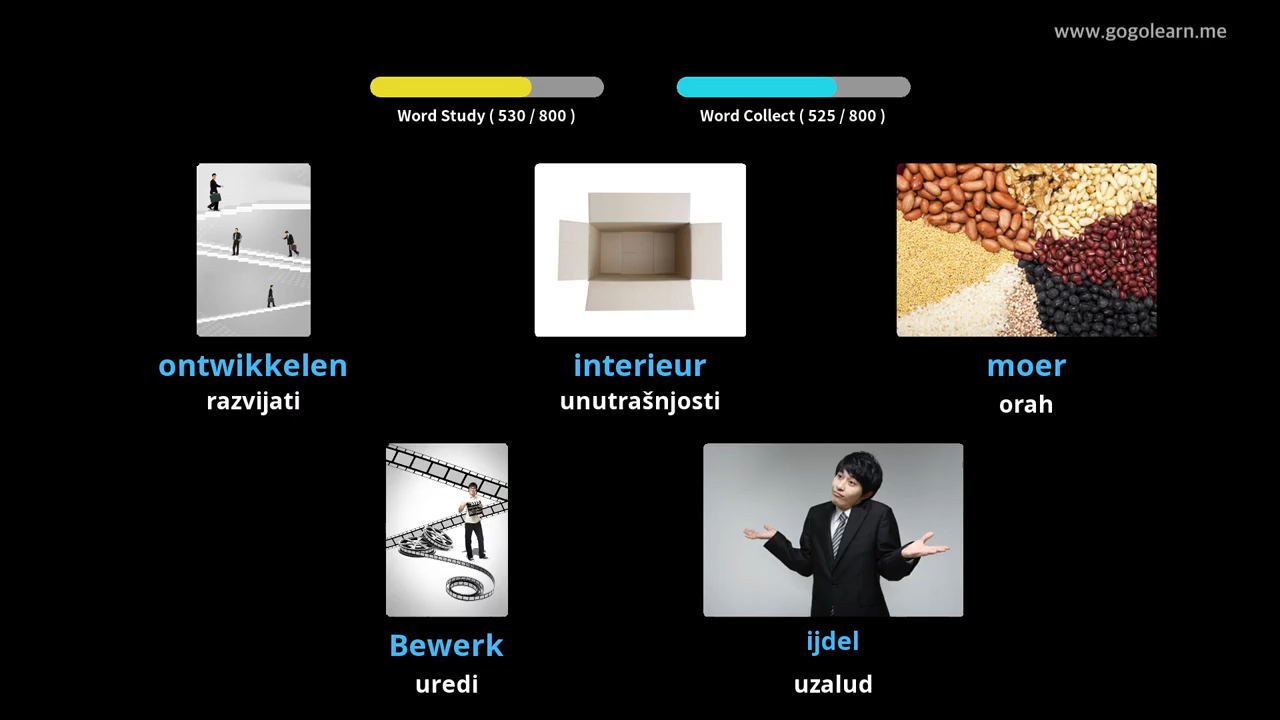 www.gogolearn.me
Word Study ( 530 / 800 )
Word Collect ( 525 / 800 )
ontwikkelen
razvijati
interieur
unutrašnjosti
moer
orah
Bewerk
uredi
ijdel
uzalud